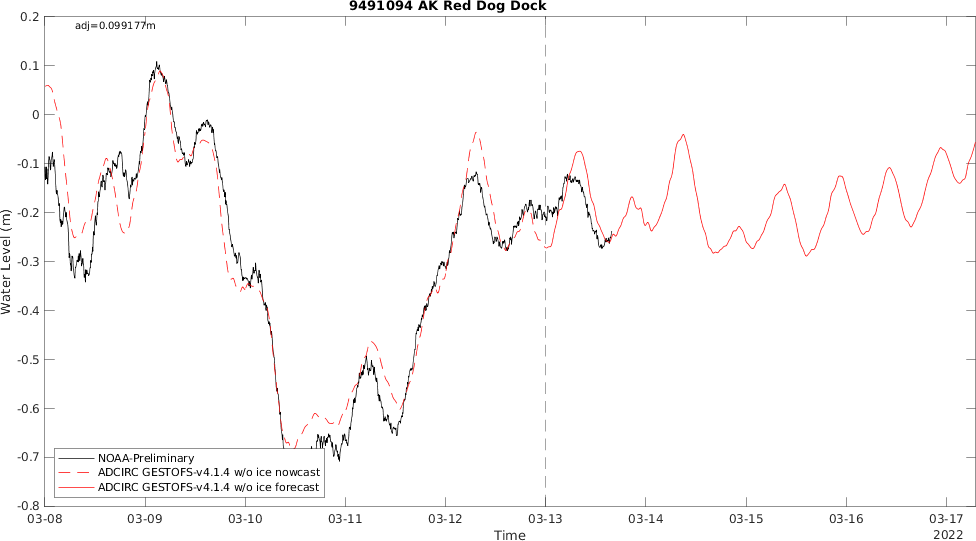 9491094 AK Red Dog Dock
adj=0.099177m
0.2
0.1
0
-0.1
-0.2
-0.3
-0.4
-0.5
-0.6
-0.7
-0.8
Water Level (m)
NOAA-Preliminary
ADCIRC GESTOFS-v4.1.4 w/o ice nowcast
ADCIRC GESTOFS-v4.1.4 w/o ice forecast
03-08 03-09 03-10 03-11 03-12 03-13 03-14 03-15 03-16 03-17
Time
2022